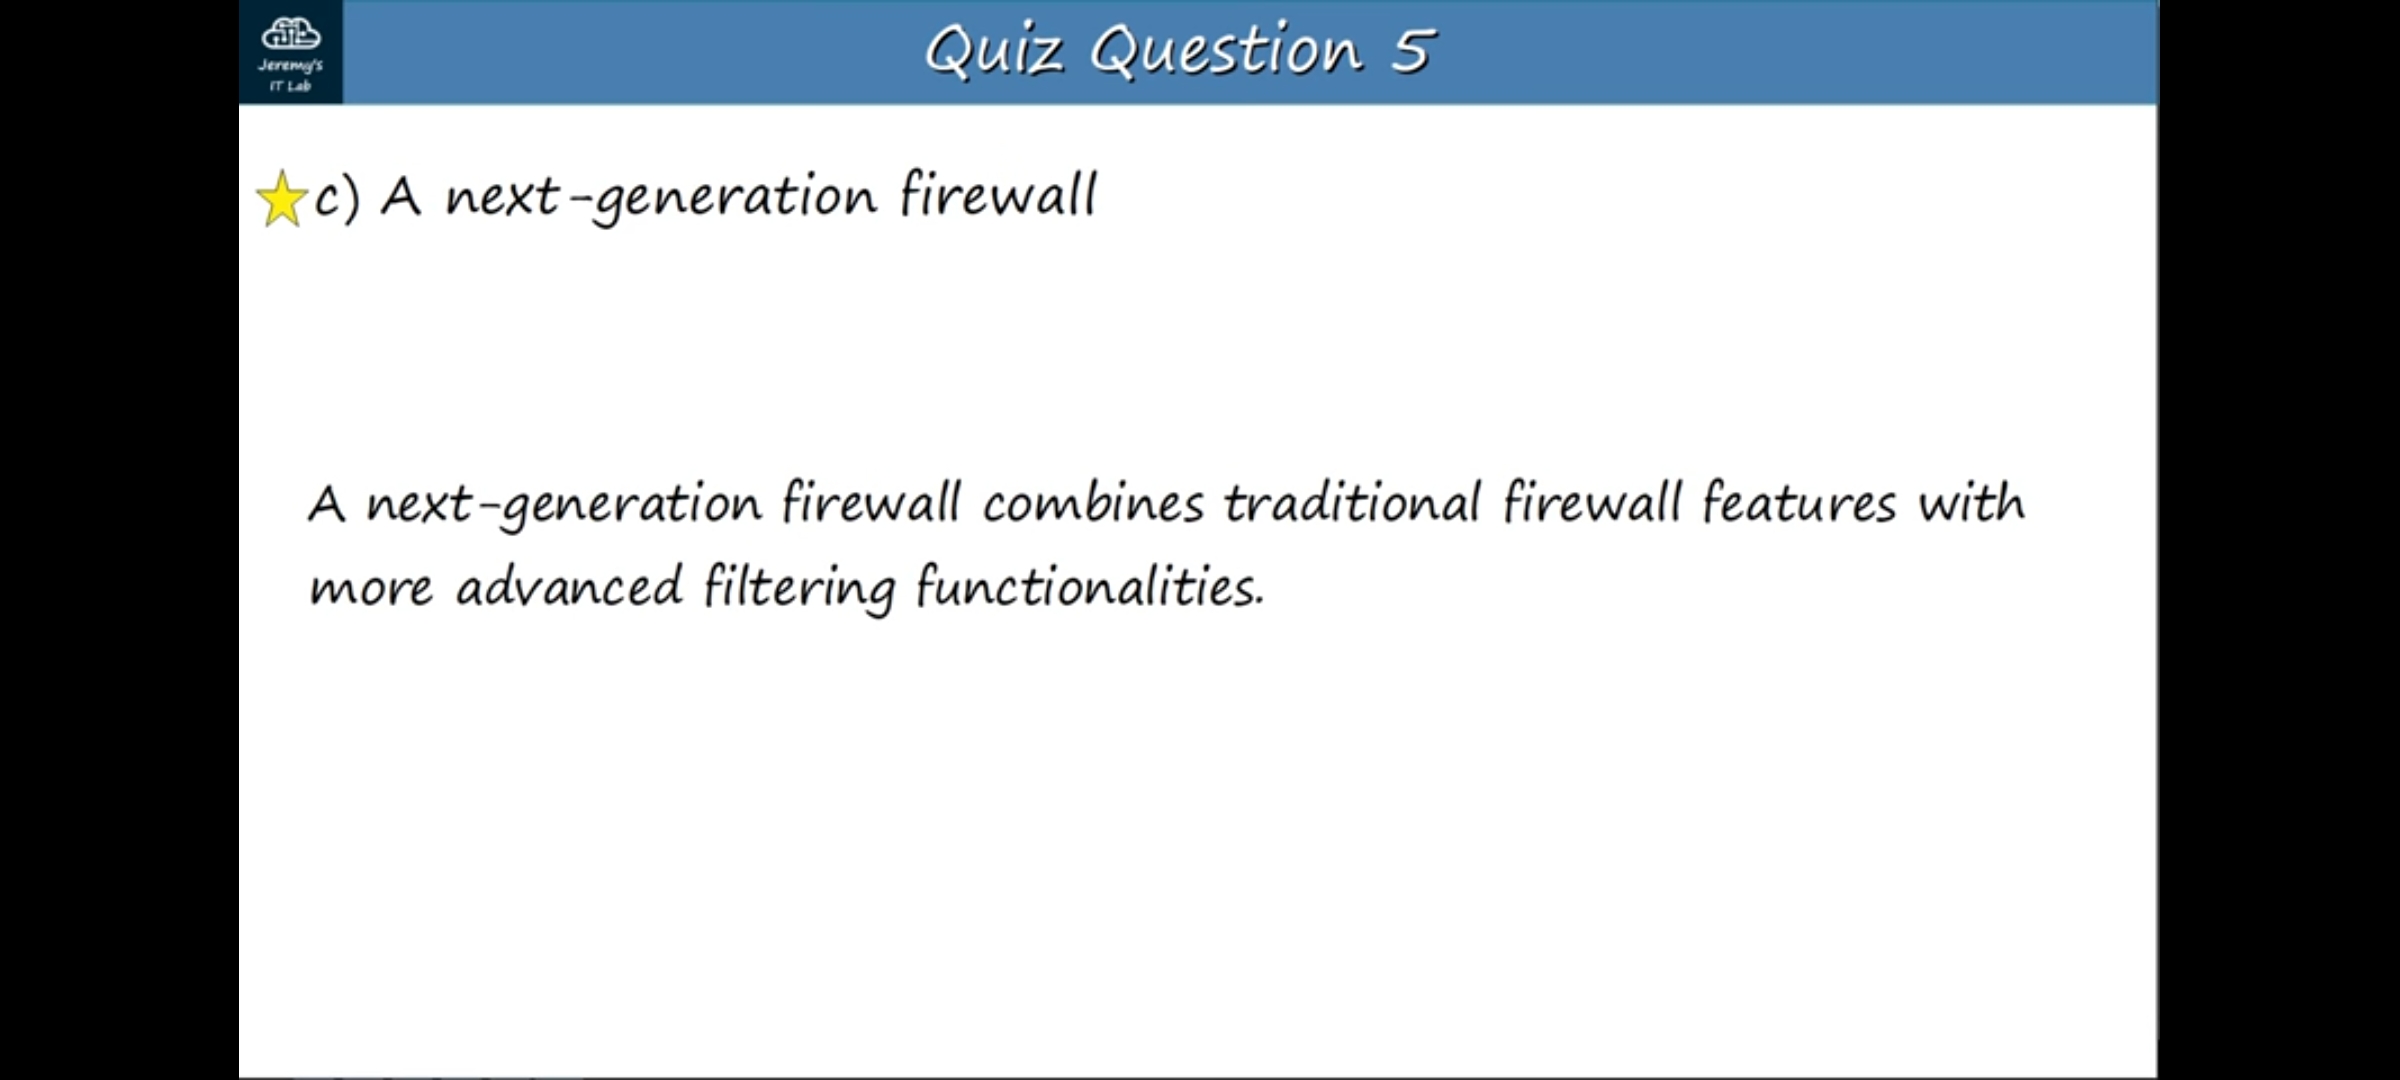 Jeremy's
IT Lab
Quiz Question 5
c) A next-generation firewall
A next-generation firewall combines traditional firewall features with
more advanced filtering functionalities.